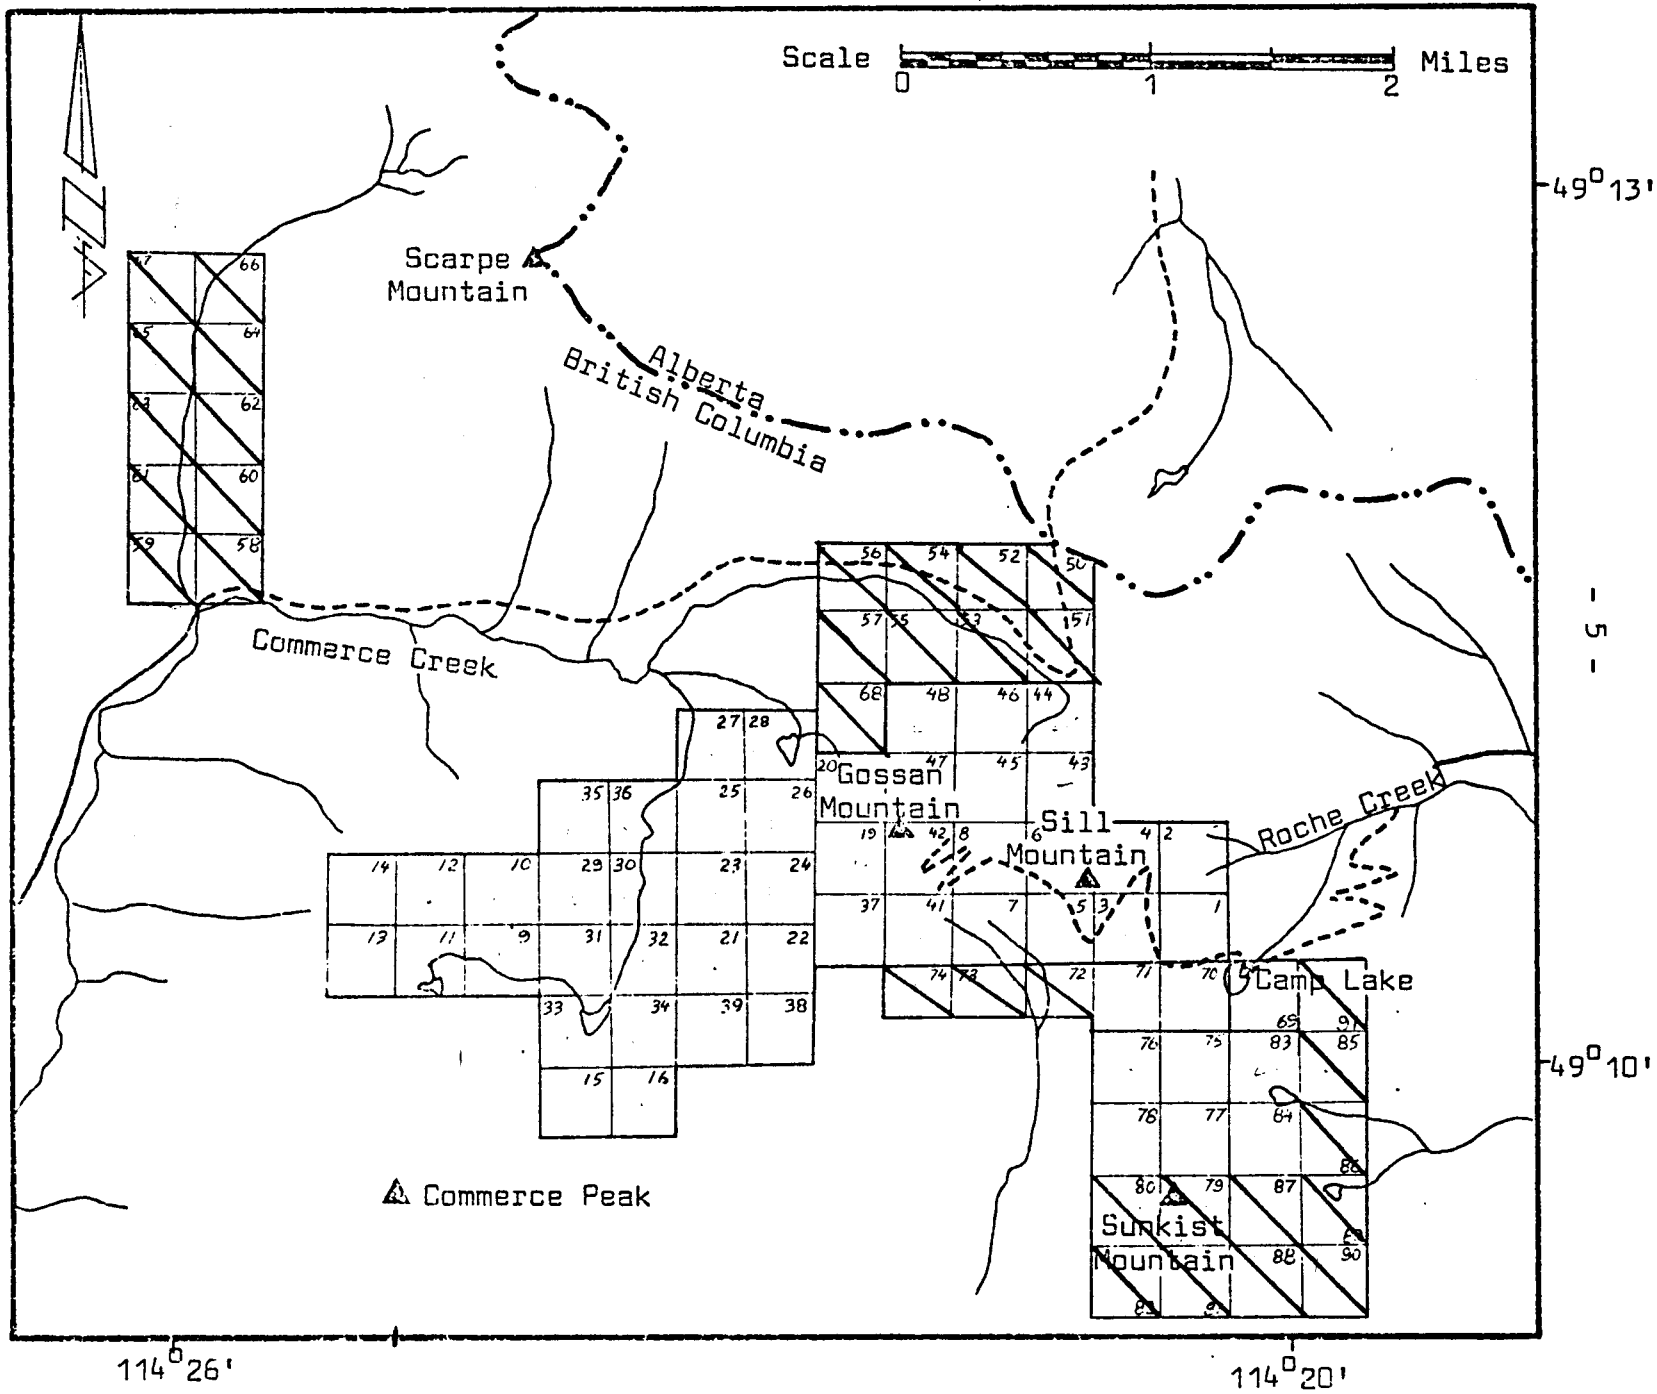 Scale
0
1
2
Miles
N
49° 13'
Scarpe
Mountain
Alberta
British Columbia
67 66
65 64
63 62
61 60
59 58
56 54 52 50
57 55 53 51
Commerce Creek
- 5 -
68 48 46 44
27 28
20 47 45 43
Gossan
Mountain
35 36 25 26
Sill
Mountain
19 42 8 6 4 2
Roche Creek
14 12 10 29 30 23 24
37 41 7 5 3 1
13 11 9 31 32 21 22
74 73 72 71 70
Camp Lake
33 34 39 38
69 91
76 75 83 85
49° 10'
15 16
78 77 84
86
Commerce Peak
80 79 87
Sunkist
Mountain
88 90
114° 26'
114° 20'